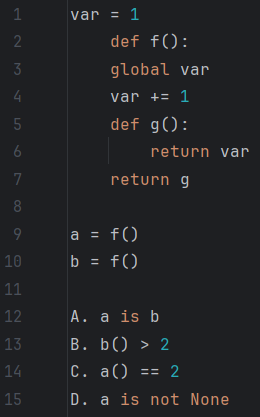 1 var = 1
2     def f():
3     global var
4     var += 1
5     def g():
6         return var
7     return g
8
9 a = f()
10 b = f()
11
12 A. a is b
13 B. b() > 2
14 C. a() == 2
15 D. a is not None